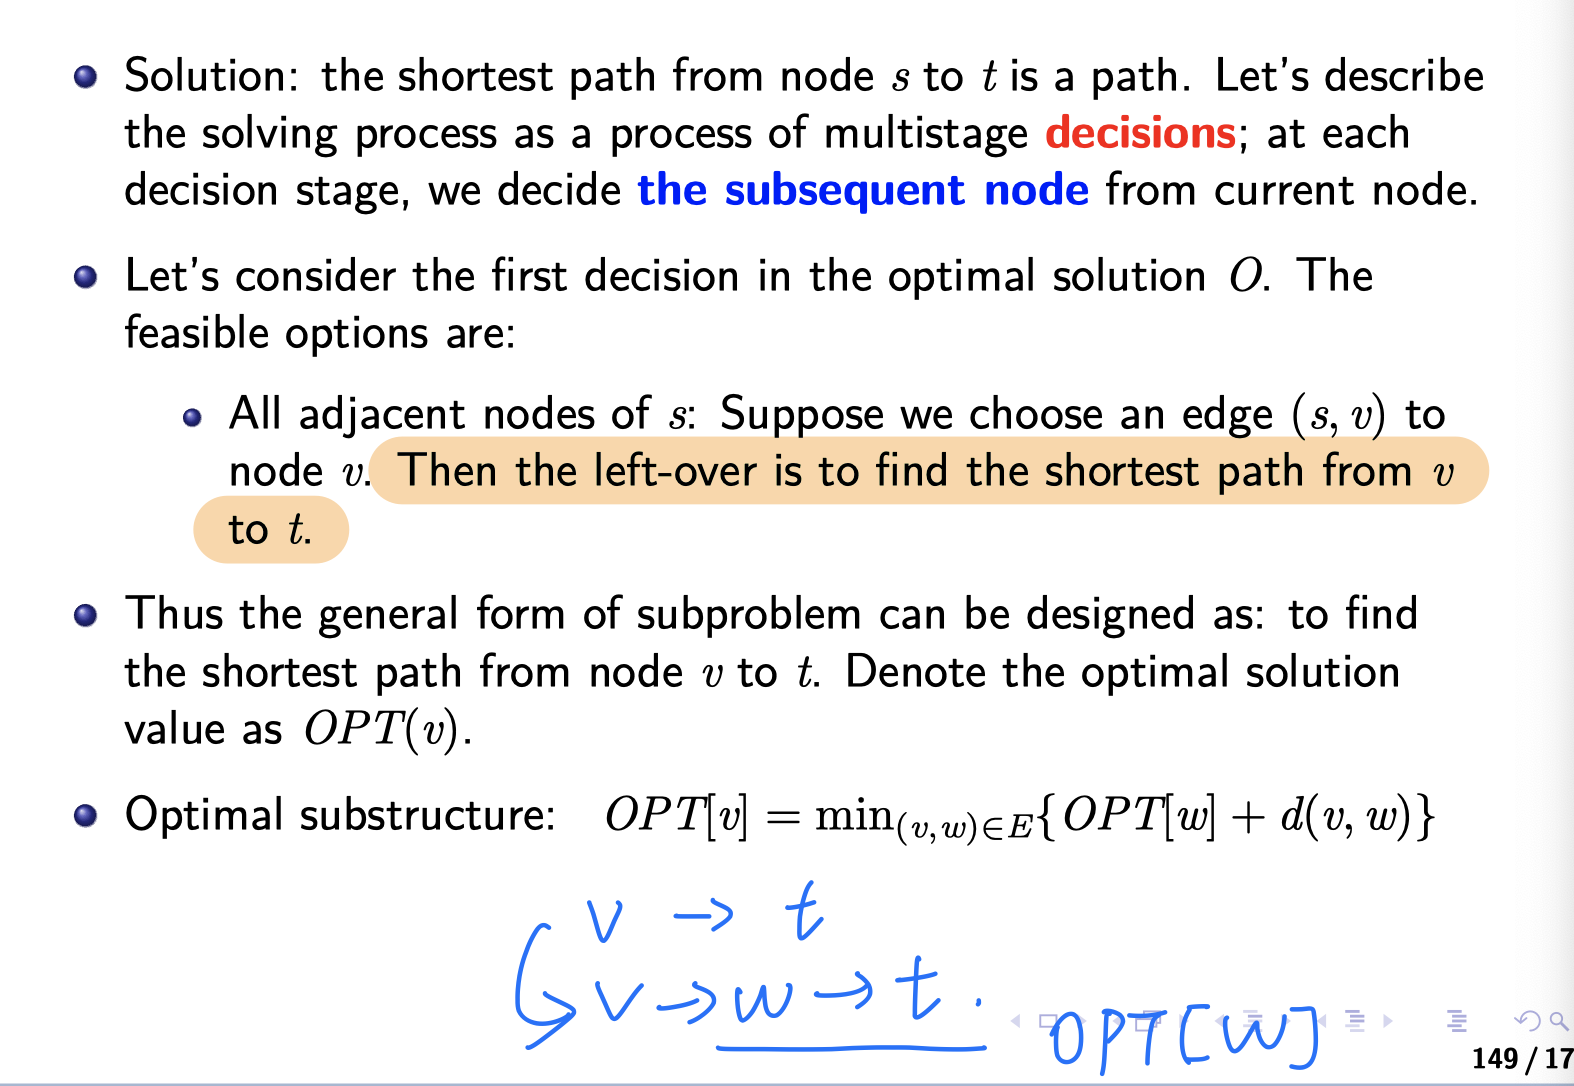 Solution: the shortest path from node s to t is a path. Let's describe
the solving process as a process of multistage decisions; at each
decision stage, we decide the subsequent node from current node.
Let's consider the first decision in the optimal solution O. The
feasible options are:
All adjacent nodes of s: Suppose we choose an edge (s, v) to
node v. Then the left-over is to find the shortest path from v
to t.
Thus the general form of subproblem can be designed as: to find
the shortest path from node v to t. Denote the optimal solution
value as OPT(v).
Optimal substructure: OPT[v] = min_{(v,w)∈E}{OPT[w] + d(v, w)}
v → t
v → w → t.
OPT[w]
149 / 17